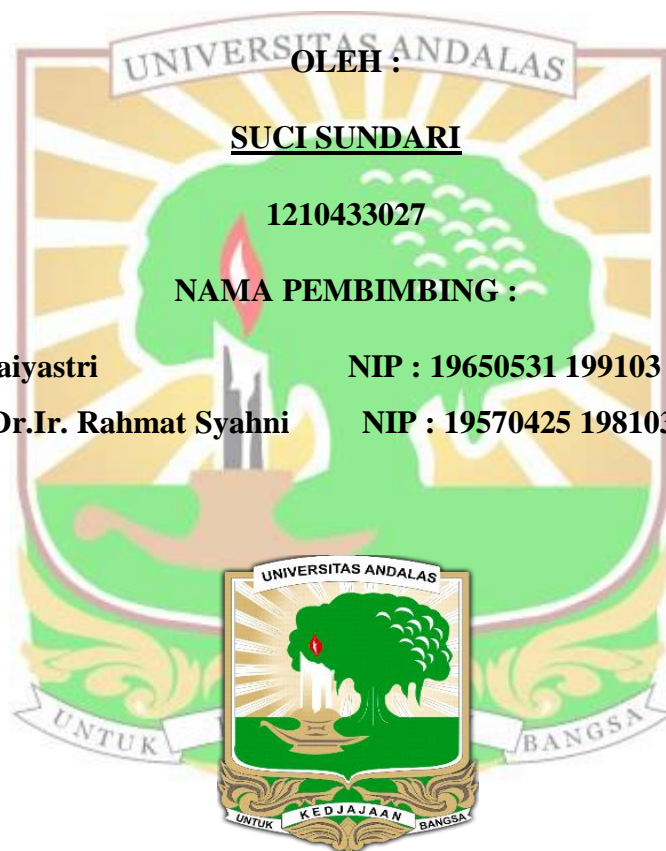 UNIVERSITAS ANDALAS
OLEH :
SUCI SUNDARI
1210433027
NAMA PEMBIMBING :
aiyastri NIP : 19650531 199103
Dr.Ir. Rahmat Syahni NIP : 19570425 198103
UNIVERSITAS ANDALAS
UNTUK BANGSA
UNTUK KEDJAJAAN BANGSA